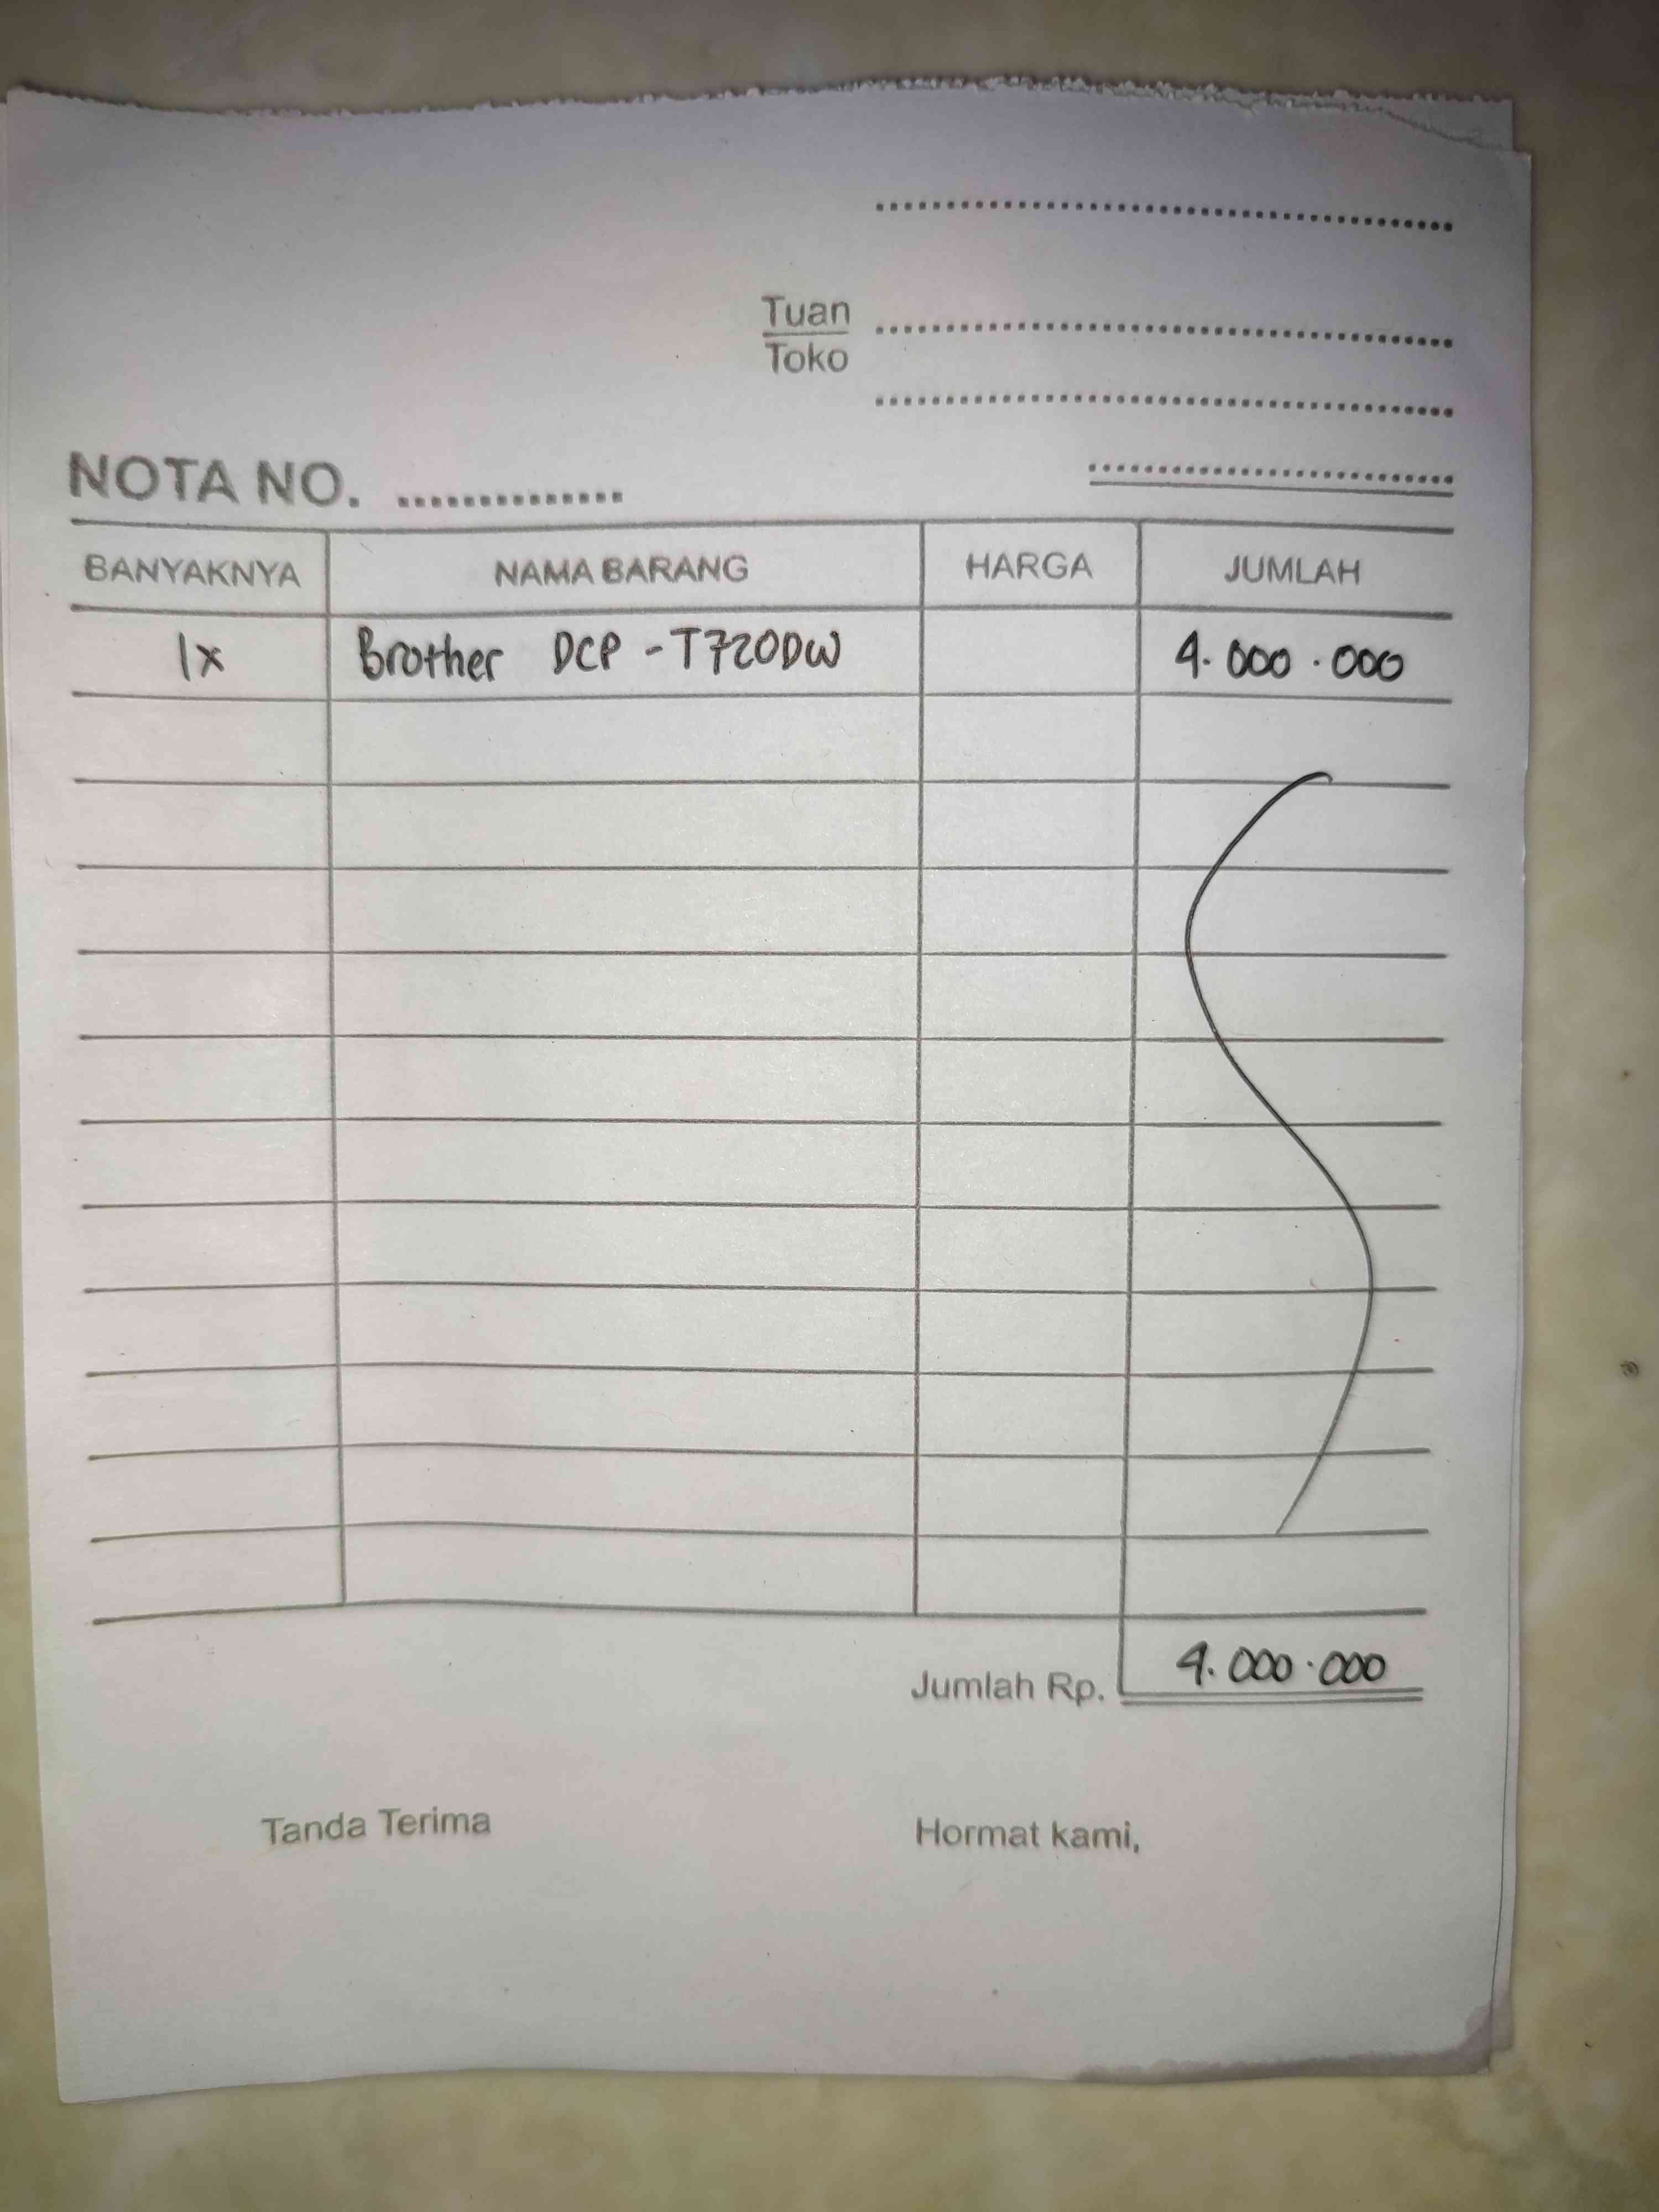 Tuan
Toko
NOTA NO.
BANYAKNYA NAMA BARANG HARGA JUMLAH
1x Brother DCP - T720DW 4.000.000
Jumlah Rp. 4.000.000
Tanda Terima Hormat kami,